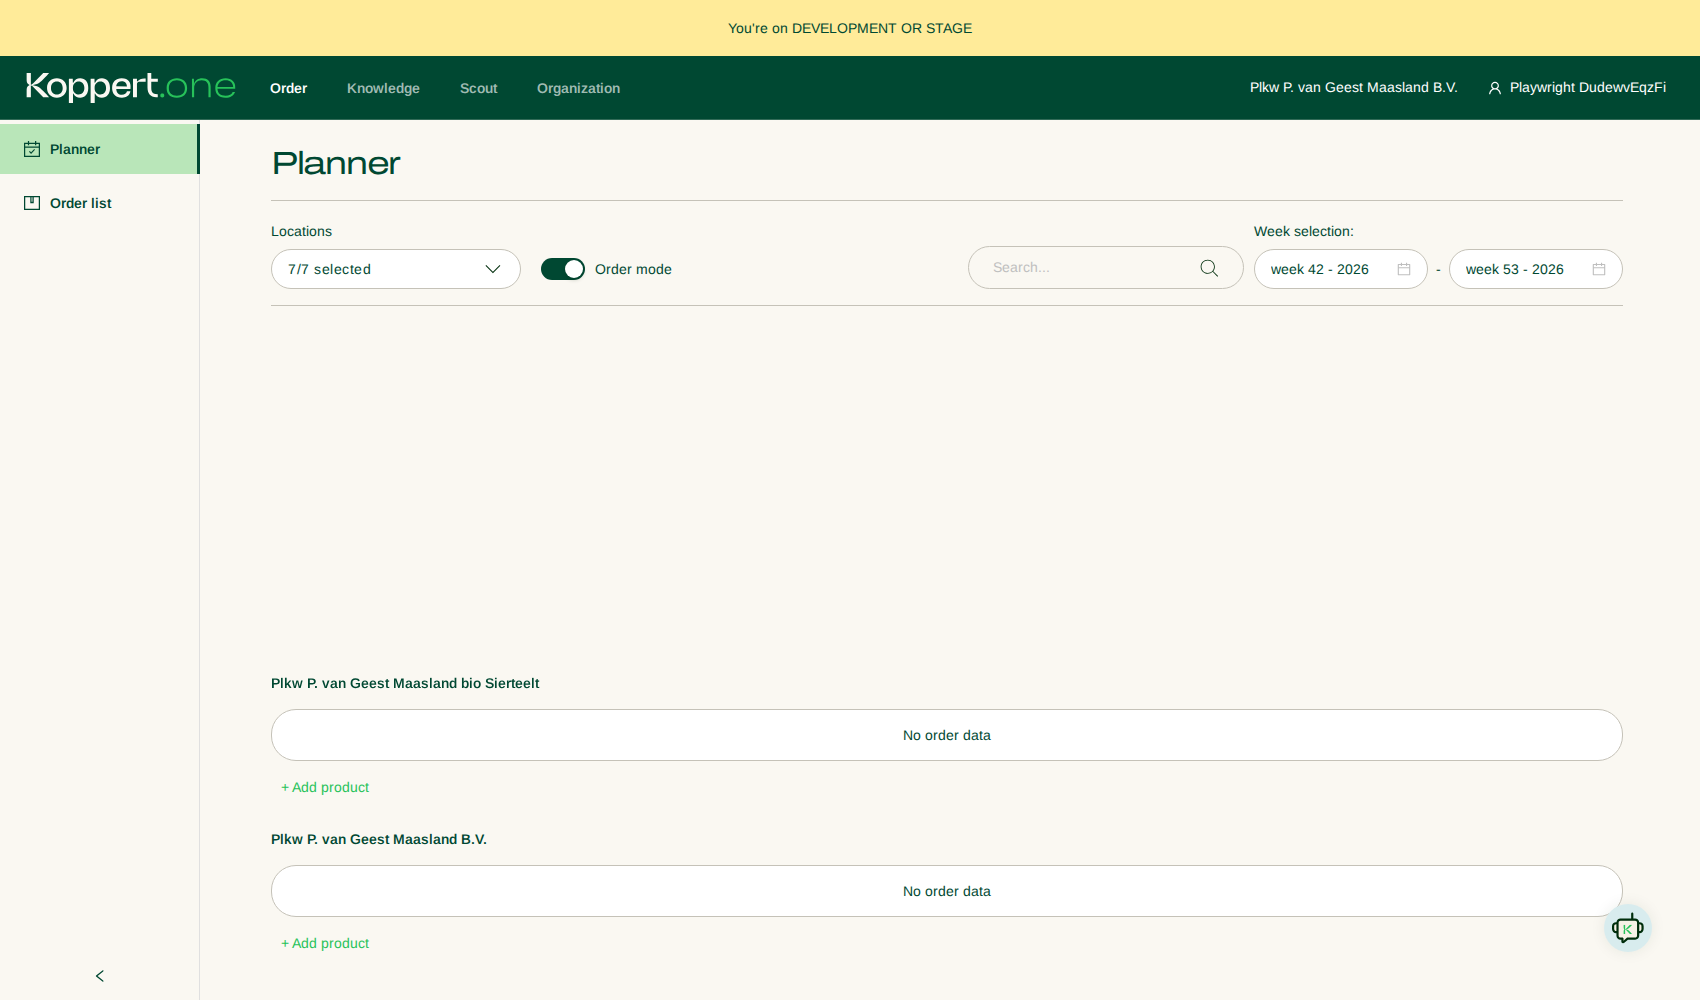 You're on DEVELOPMENT OR STAGE
Koppert.one
Order
Knowledge
Scout
Organization
Plkw P. van Geest Maasland B.V.
Playwright DudewvEqzFi
Planner
Order list
Planner
Locations
7/7 selected
Order mode
Search...
Week selection:
week 42 - 2026
-
week 53 - 2026
Plkw P. van Geest Maasland bio Sierteelt
No order data
+ Add product
Plkw P. van Geest Maasland B.V.
No order data
+ Add product
K